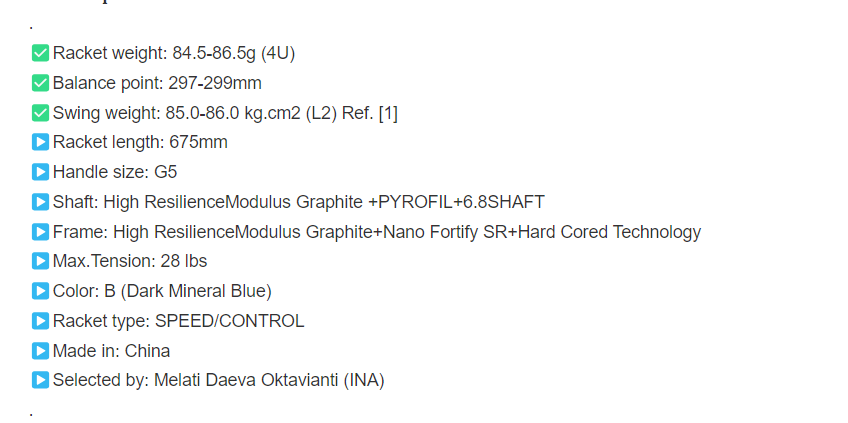 .
✅ Racket weight: 84.5-86.5g (4U)
✅ Balance point: 297-299mm
✅ Swing weight: 85.0-86.0 kg.cm2 (L2) Ref. [1]
▶ Racket length: 675mm
▶ Handle size: G5
▶ Shaft: High ResilienceModulus Graphite +PYROFIL+6.8SHAFT
▶ Frame: High ResilienceModulus Graphite+Nano Fortify SR+Hard Cored Technology
▶ Max.Tension: 28 lbs
▶ Color: B (Dark Mineral Blue)
▶ Racket type: SPEED/CONTROL
▶ Made in: China
▶ Selected by: Melati Daeva Oktavianti (INA)
.